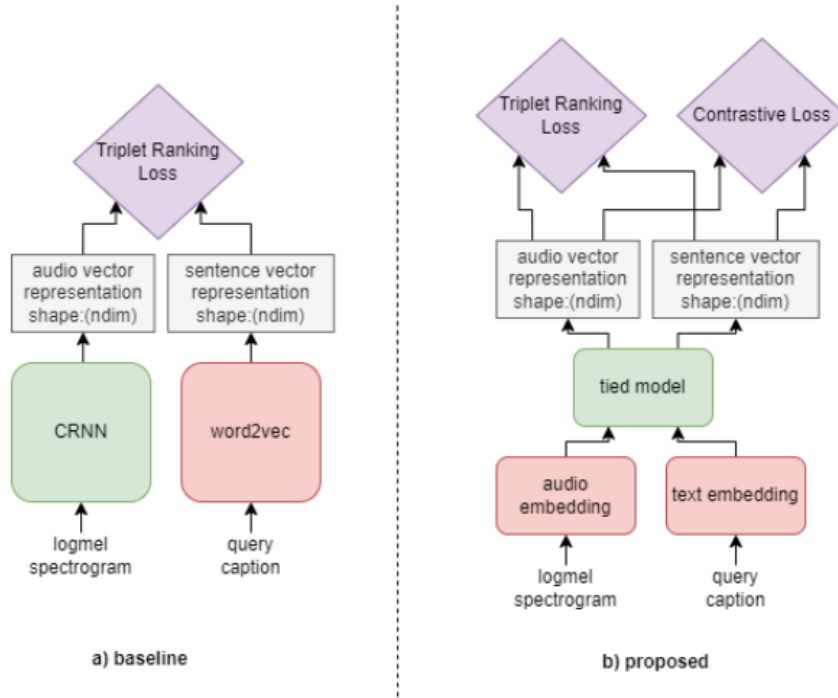 Triplet Ranking
Loss
audio vector
representation
shape:(ndim)
sentence vector
representation
shape:(ndim)
CRNN
word2vec
logmel
spectrogram
query
caption
a) baseline
Triplet Ranking
Loss
Contrastive Loss
audio vector
representation
shape:(ndim)
sentence vector
representation
shape:(ndim)
tied model
audio
embedding
text embedding
logmel
spectrogram
query
caption
b) proposed